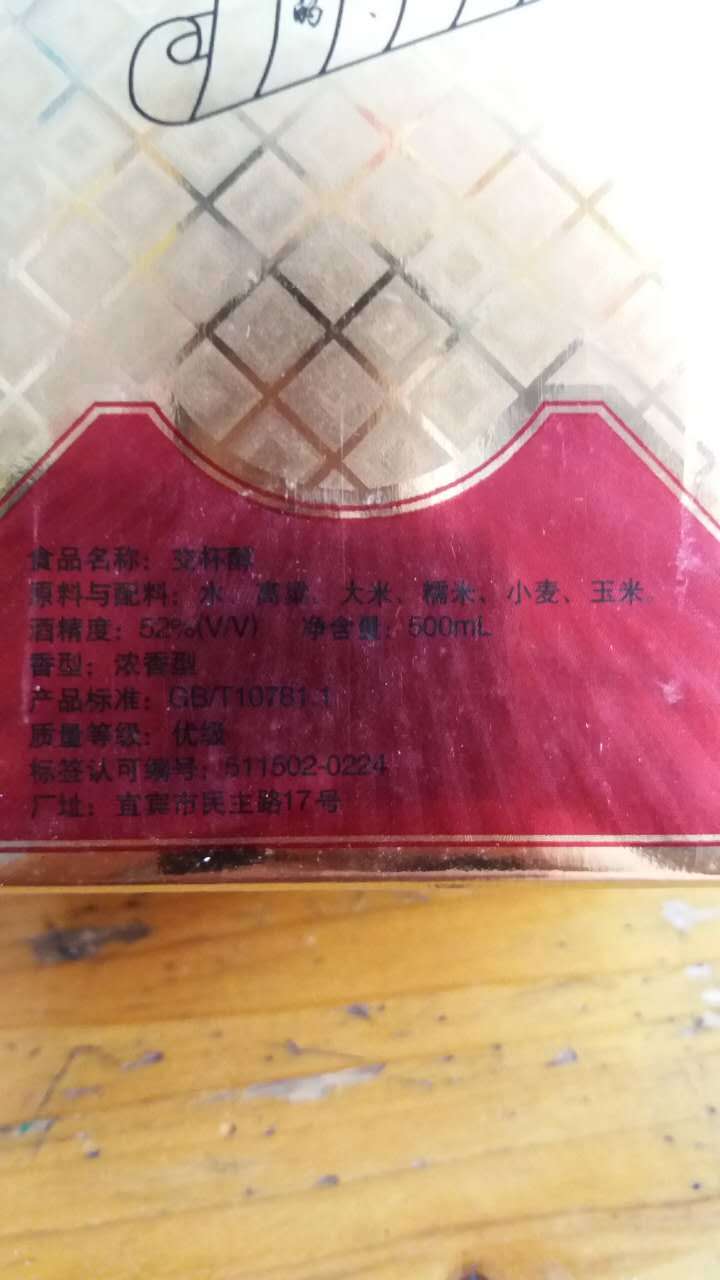 的、
食品名称：交杯醇
原料与配料：水、高粱、大米、糯米、小麦、玉米。
酒精度：52%(V/V) 净含量：500mL
香型：浓香型
产品标准：GB/T10781.1
质量等级：优级
标签认可编号：511502-0224
厂址：宜宾市民主路17号